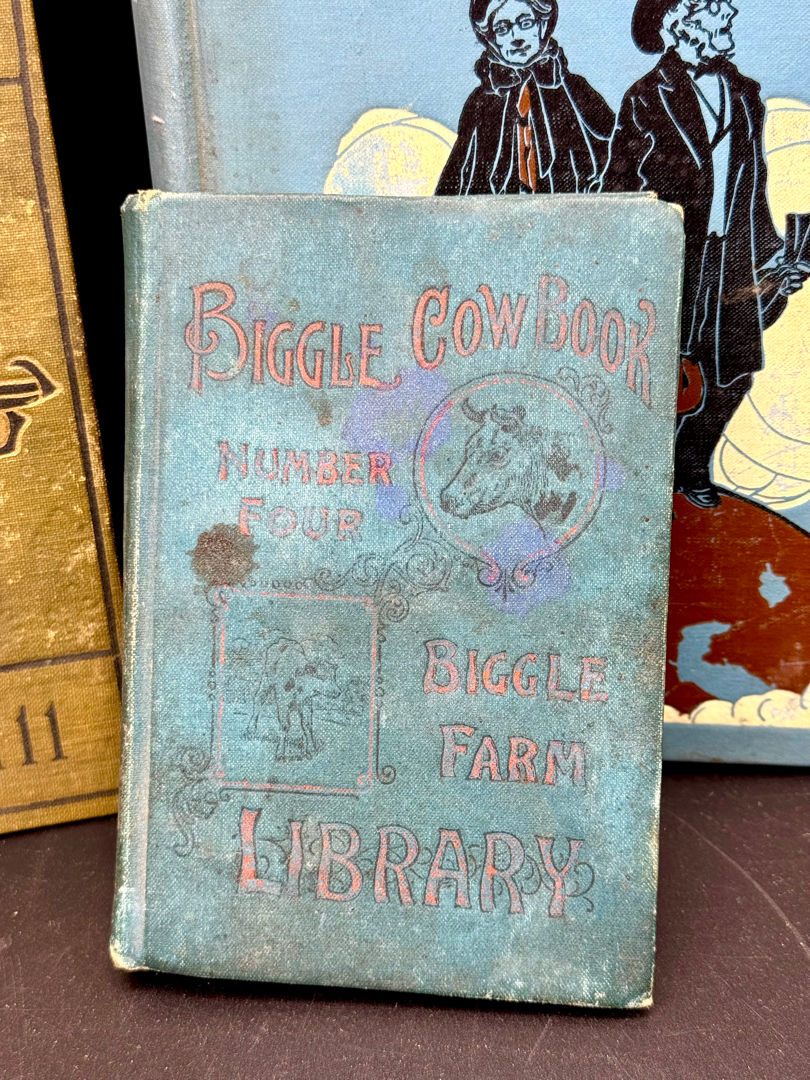 BIGGLE COW BOOK
NUMBER
FOUR
BIGGLE
FARM
LIBRARY
11